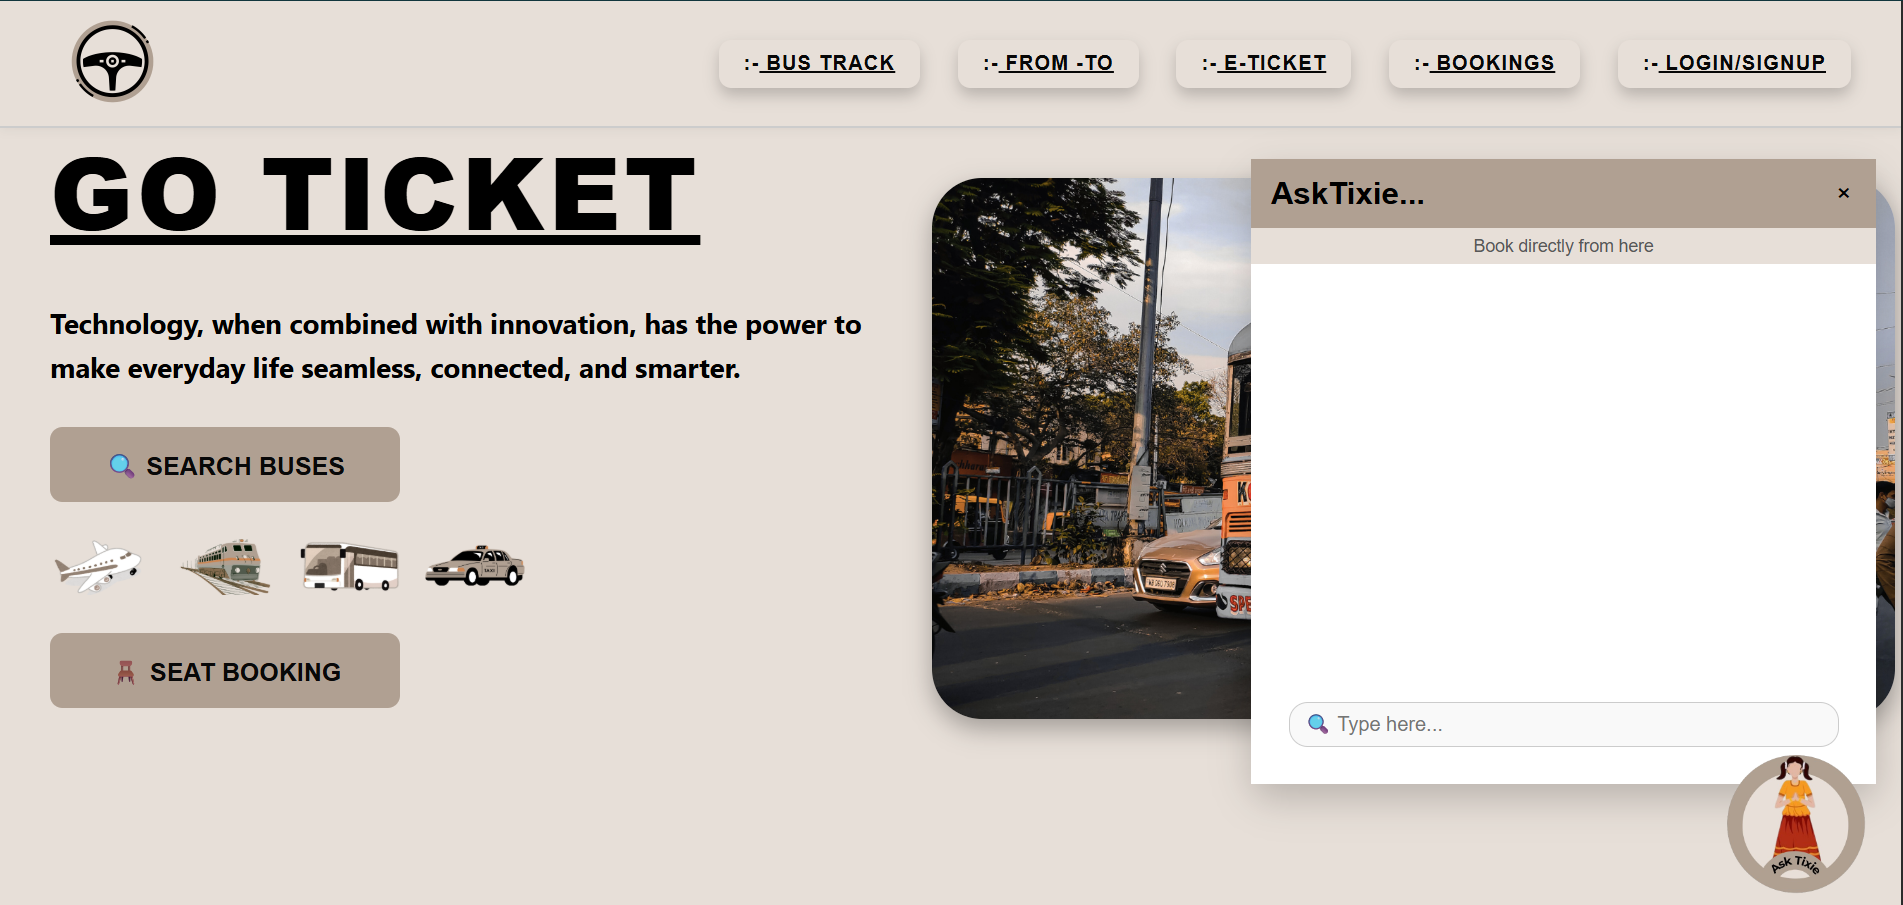 :- BUS TRACK
:- FROM -TO
:- E-TICKET
:- BOOKINGS
:- LOGIN/SIGNUP
GO TICKET
Technology, when combined with innovation, has the power to
make everyday life seamless, connected, and smarter.
SEARCH BUSES
TAXI
SEAT BOOKING
SPE
AskTixie...
×
Book directly from here
Type here...
Ask Tixie